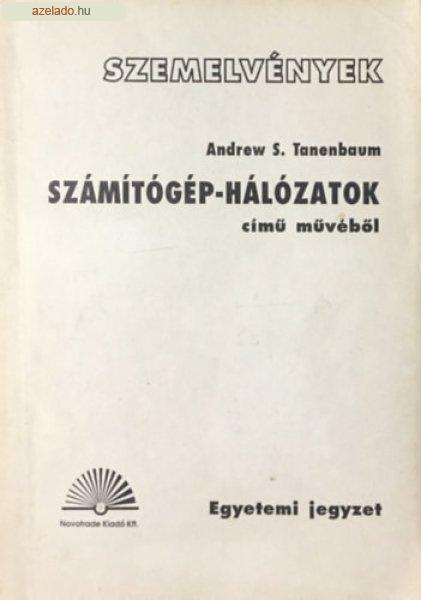 azelado.hu
SZEMELVÉNYEK
Andrew S. Tanenbaum
SZÁMÍTÓGÉP-HÁLÓZATOK
című művéből
Novotrade Kiadó Kft.
Egyetemi jegyzet